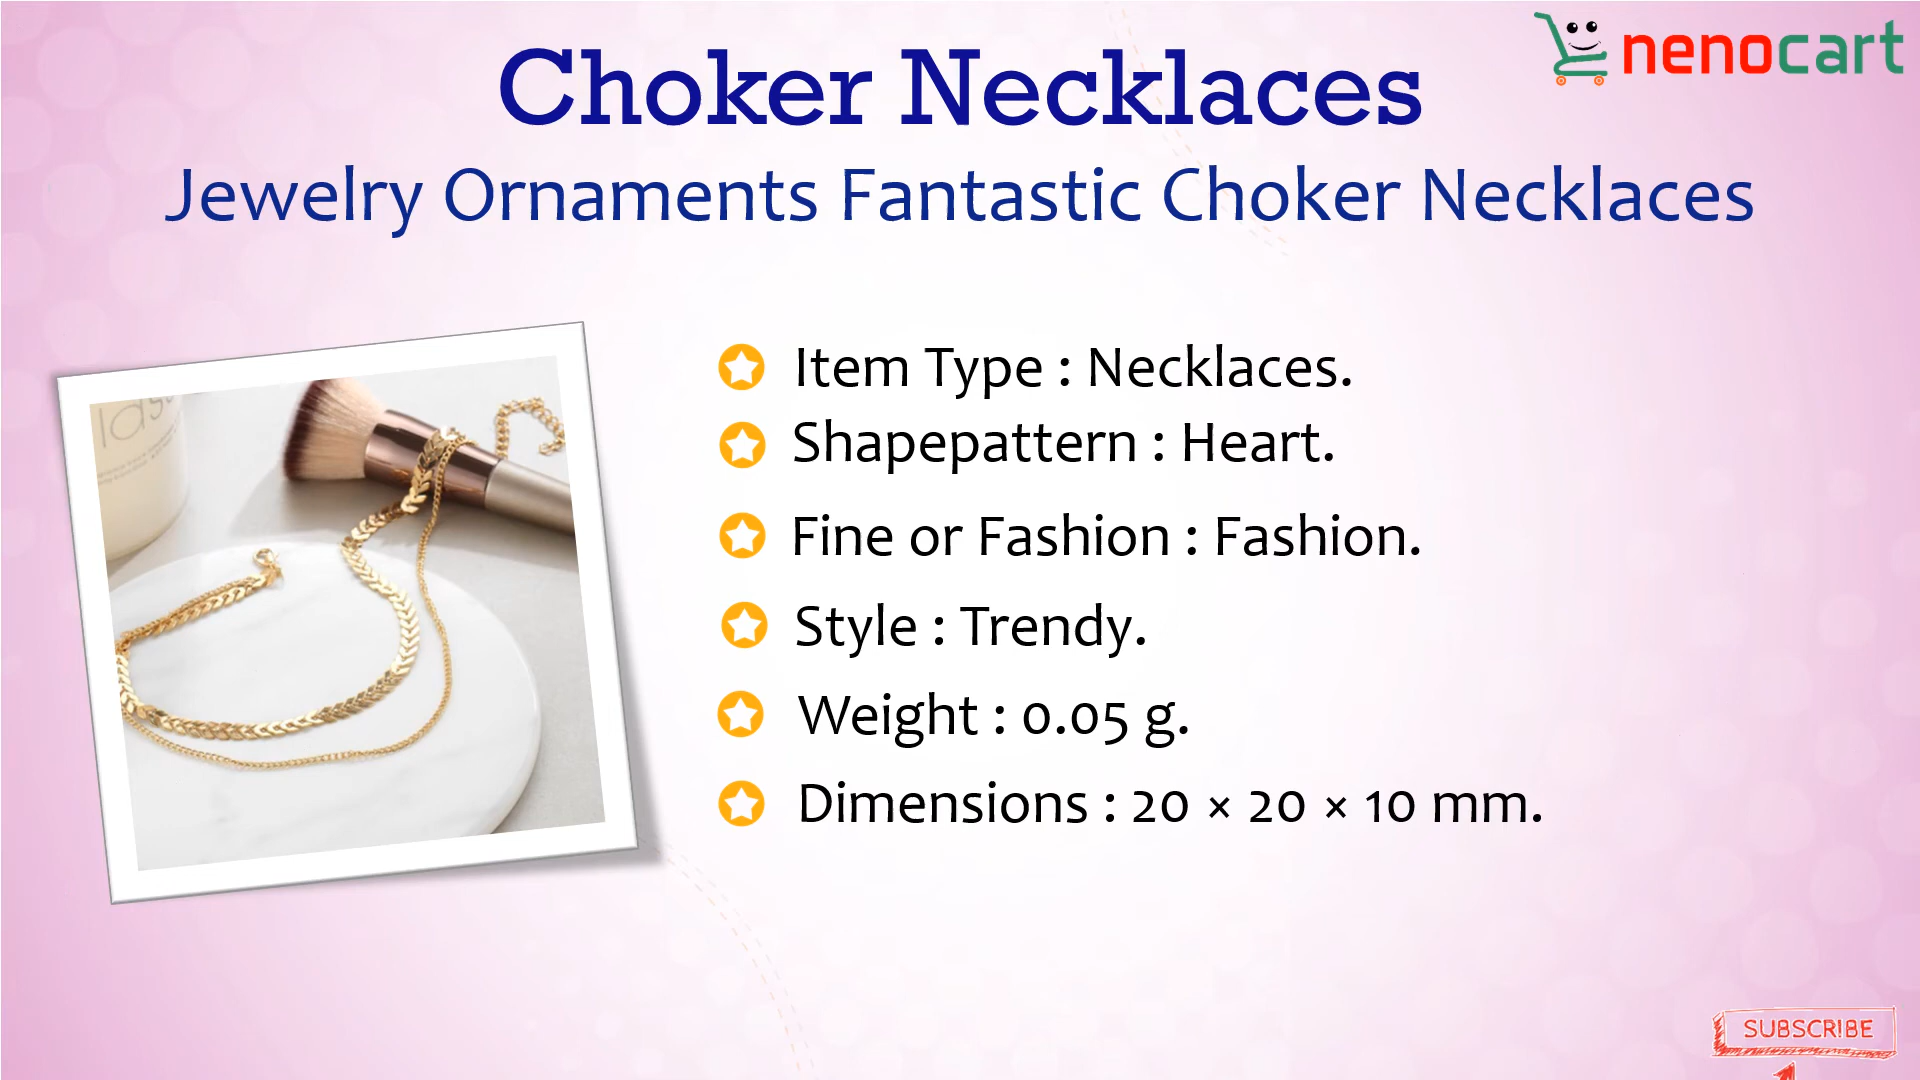 nenocart
Choker Necklaces
Jewelry Ornaments Fantastic Choker Necklaces
Item Type : Necklaces.
Shapepattern : Heart.
Fine or Fashion : Fashion.
Style : Trendy.
Weight : 0.05 g.
Dimensions : 20 × 20 × 10 mm.
SUBSCRIBE